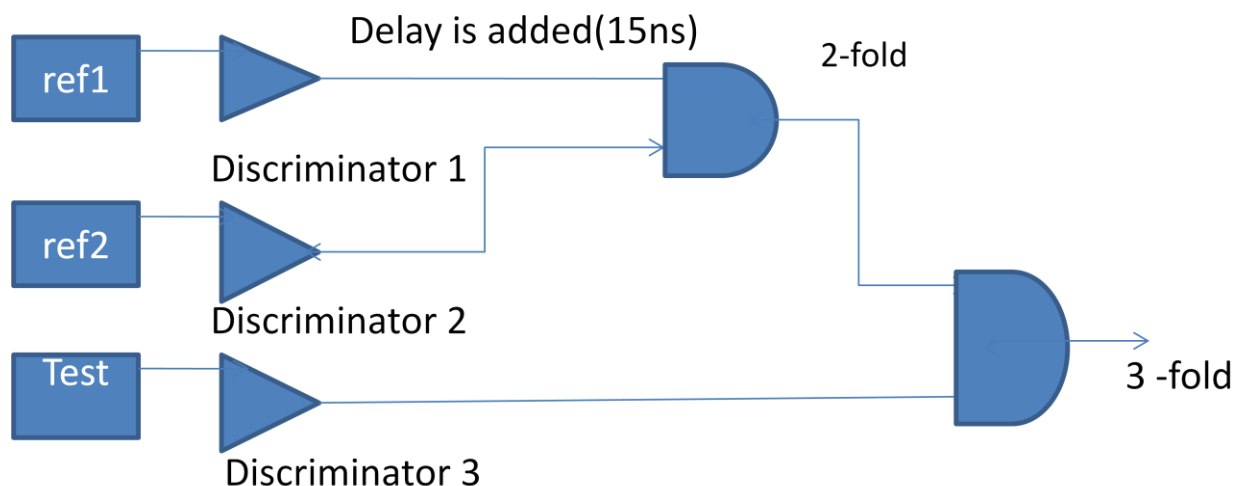 Delay is added(15ns)
ref1
2-fold
Discriminator 1
ref2
Discriminator 2
Test
3 -fold
Discriminator 3